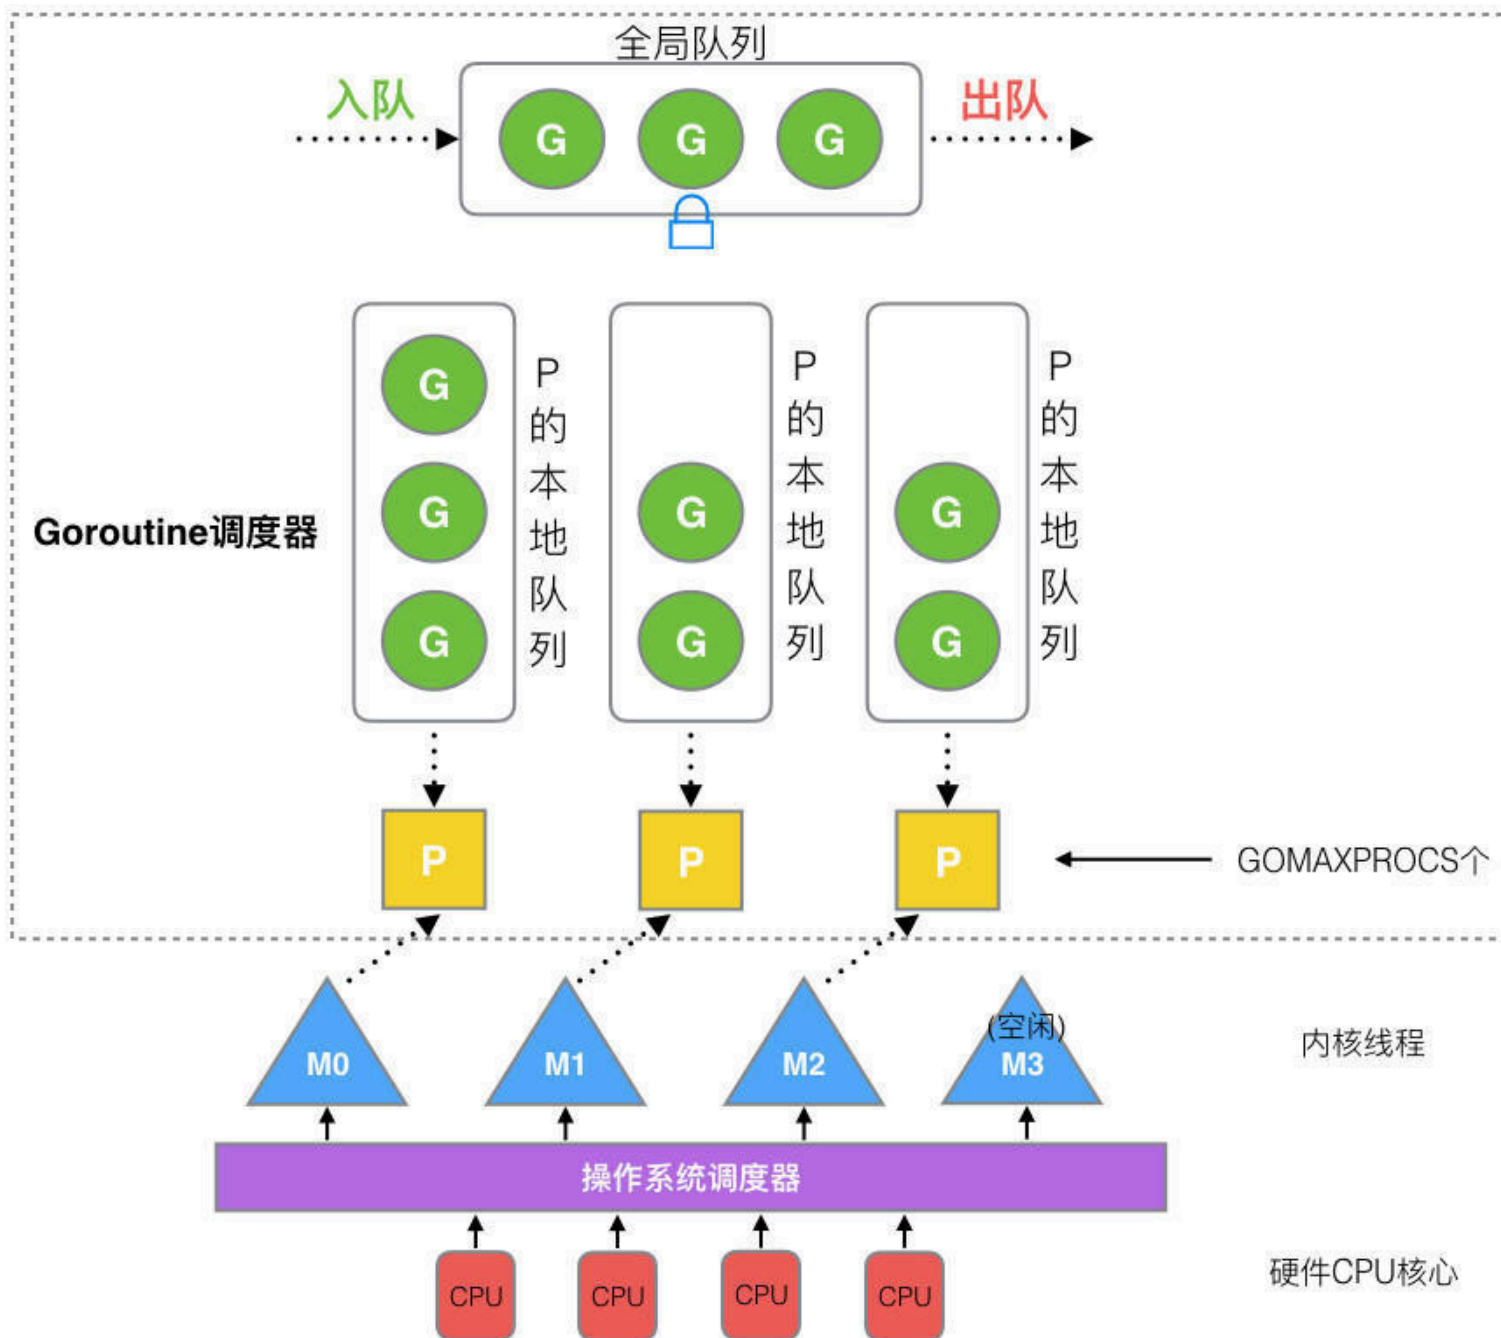 全局队列
入队
出队
G G G
G
G G G
G G G
P的本地队列
P的本地队列
P的本地队列
Goroutine调度器
P P P
GOMAXPROCS个
(空闲)
M0 M1 M2 M3
内核线程
操作系统调度器
CPU CPU CPU CPU
硬件CPU核心